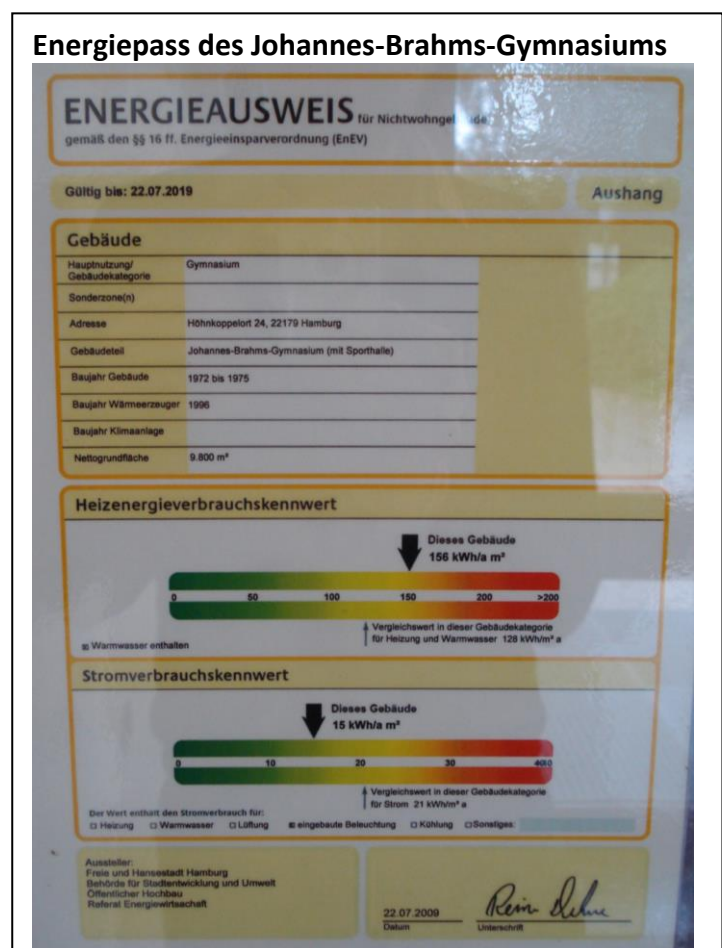 Energiepass des Johannes-Brahms-Gymnasiums
ENERGIEAUSWEIS für Nichtwohngebäude
gemäß den §§ 16 ff. Energieeinsparverordnung (EnEV)
Gültig bis: 22.07.2019
Aushang
Gebäude
Hauptnutzung/ Gymnasium
Gebäudekategorie
Sonderzone(n)
Adresse Höhnkoppelort 24, 22179 Hamburg
Gebäudeteil Johannes-Brahms-Gymnasium (mit Sporthalle)
Baujahr Gebäude 1972 bis 1975
Baujahr Wärmeerzeuger 1996
Baujahr Klimaanlage
Nettogrundfläche 9.800 m²
Heizenergieverbrauchskennwert
Dieses Gebäude
156 kWh/a m²
0 50 100 150 200 >200
Vergleichswert in dieser Gebäudekategorie
für Heizung und Warmwasser 128 kWh/m² a
Warmwasser enthalten
Stromverbrauchskennwert
Dieses Gebäude
15 kWh/a m²
0 10 20 30
Vergleichswert in dieser Gebäudekategorie
für Strom 21 kWh/m² a
Der Wert enthält den Stromverbrauch für:
Heizung Warmwasser Lüftung eingebaute Beleuchtung Kühlung Sonstiges:
Aussteller:
Freie und Hansestadt Hamburg
Behörde für Stadtentwicklung und Umwelt
Öffentlicher Hochbau
Referat Energiewirtsachaft
22.07.2009
Datum Unterschrift